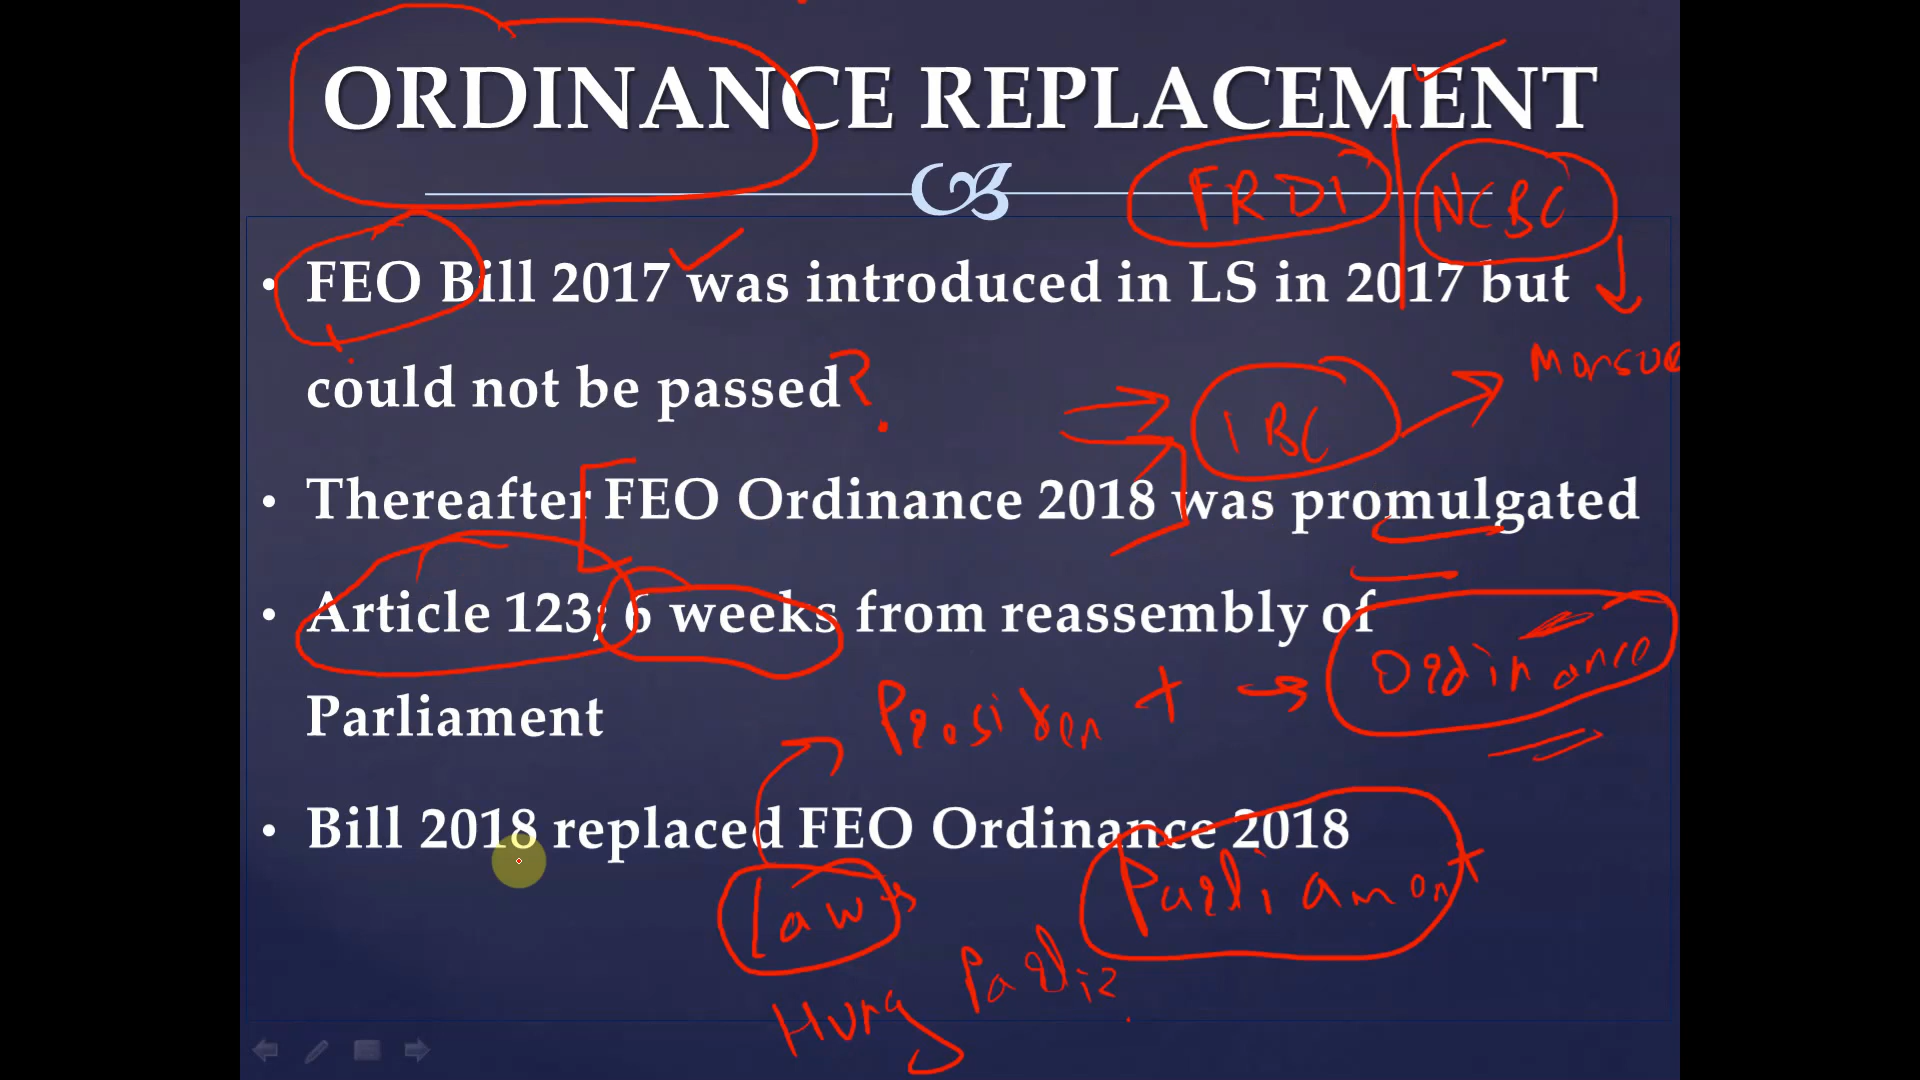 ORDINANCE REPLACEMENT
FRDI NCBC
• FEO Bill 2017 was introduced in LS in 2017 but
could not be passed?
IBC
• Thereafter FEO Ordinance 2018 was promulgated
• Article 123; 6 weeks from reassembly of
Ordinance
Parliament
• Bill 2018 replaced FEO Ordinance 2018
Laws
Parliament
Hung